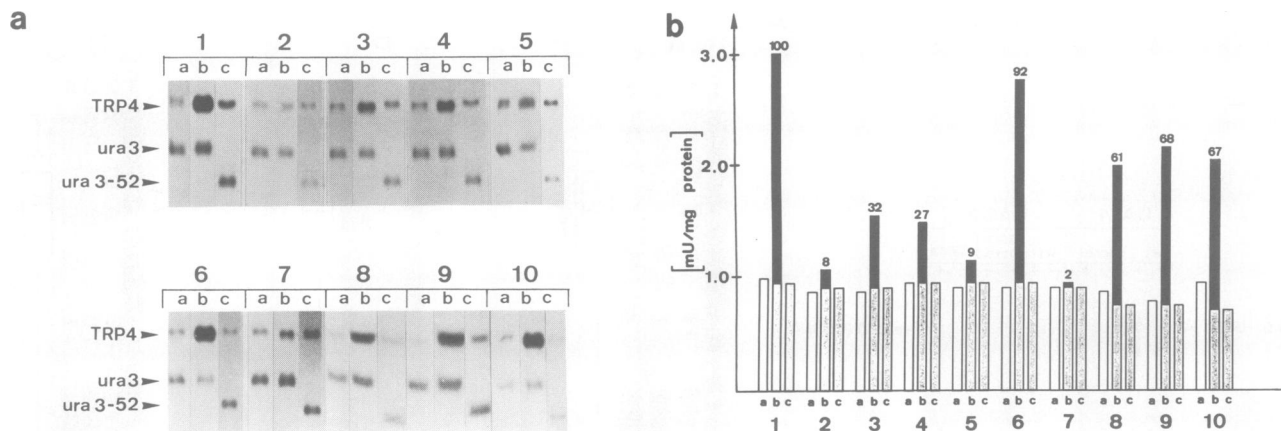 a
1 2 3 4 5
a b c a b c a b c a b c a b c
TRP4
ura3
ura 3-52
6 7 8 9 10
a b c a b c a b c a b c a b c
TRP4
ura3
ura 3-52
b
3.0
2.0
1.0
[mU/mg protein]
100
8
32
27
9
92
2
61
68
67
a b c a b c a b c a b c a b c a b c a b c a b c a b c a b c
1 2 3 4 5 6 7 8 9 10